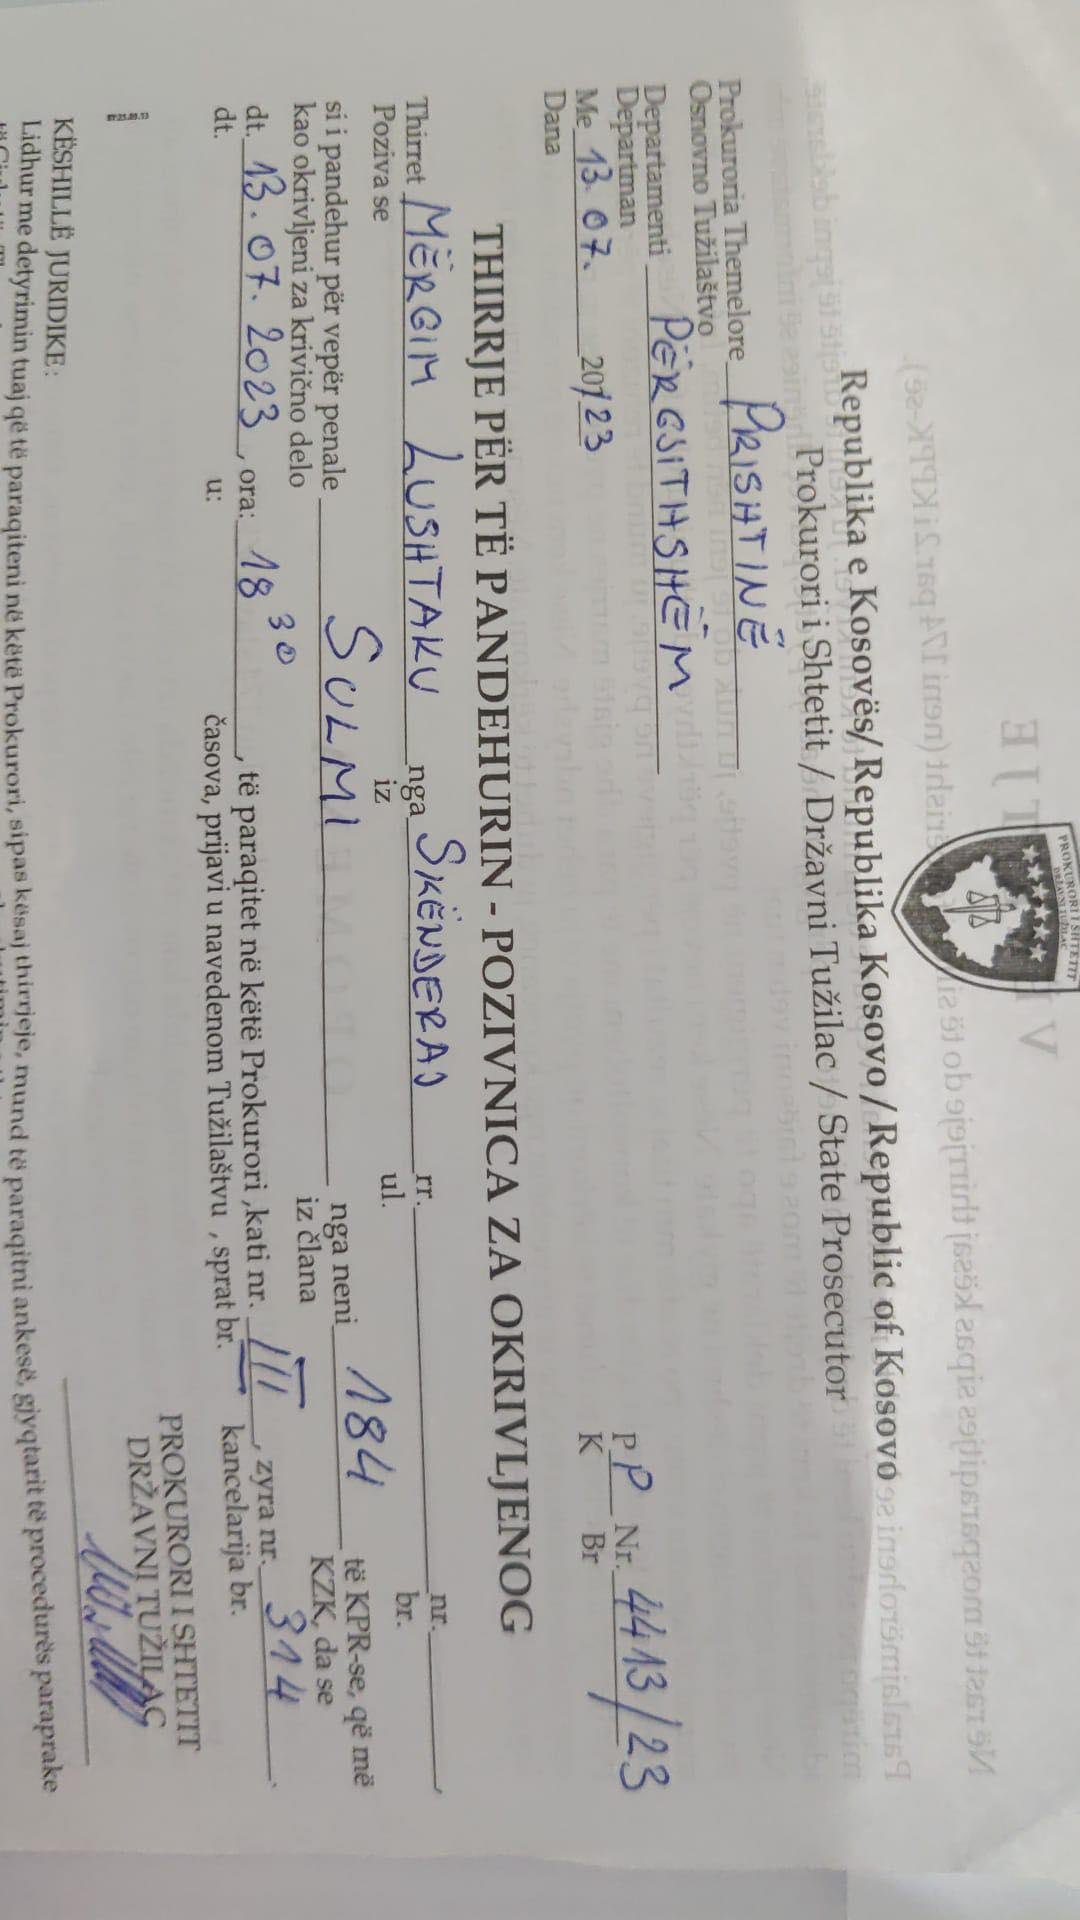 PROKURORI I SHTETIT
DRŽAVNI TUŽILAC
Republika e Kosovës/ Republika Kosovo / Republic of Kosovo
Prokurori i Shtetit / Državni Tužilac / State Prosecutor
Prokuroria Themelore PRISHTINË
Osnovno Tužilaštvo
Departamenti PËRGJITHSHËM
Departman
Me 13.07. 20123
Dana
PP Nr. 4413/23
K Br
THIRRJE PËR TË PANDEHURIN - POZIVNICA ZA OKRIVLJENOG
Thirret MËRGIM LUSHTAKU nga SKËNDERAJ rr. nr.
Poziva se iz ul. br.
si i pandehur për vepër penale SULMI nga neni 184 të KPR-se, që më
kao okrivljeni za krivično delo iz člana KZK, da se
dt. 13.07.2023, ora: 18 30, të paraqitet në këtë Prokurori ,kati nr. III, zyra nr. 314.
dt. u: časova, prijavi u navedenom Tužilaštvu , sprat br. kancelarija br.
PROKURORI I SHTETIT
DRŽAVNI TUŽILAC
KËSHILLË JURIDIKE:
Lidhur me detyrimin tuaj që të paraqiteni në këtë Prokurori, sipas kësaj thirrjeje, mund të paraqitni ankesë, gjyqtarit të procedurës paraprake